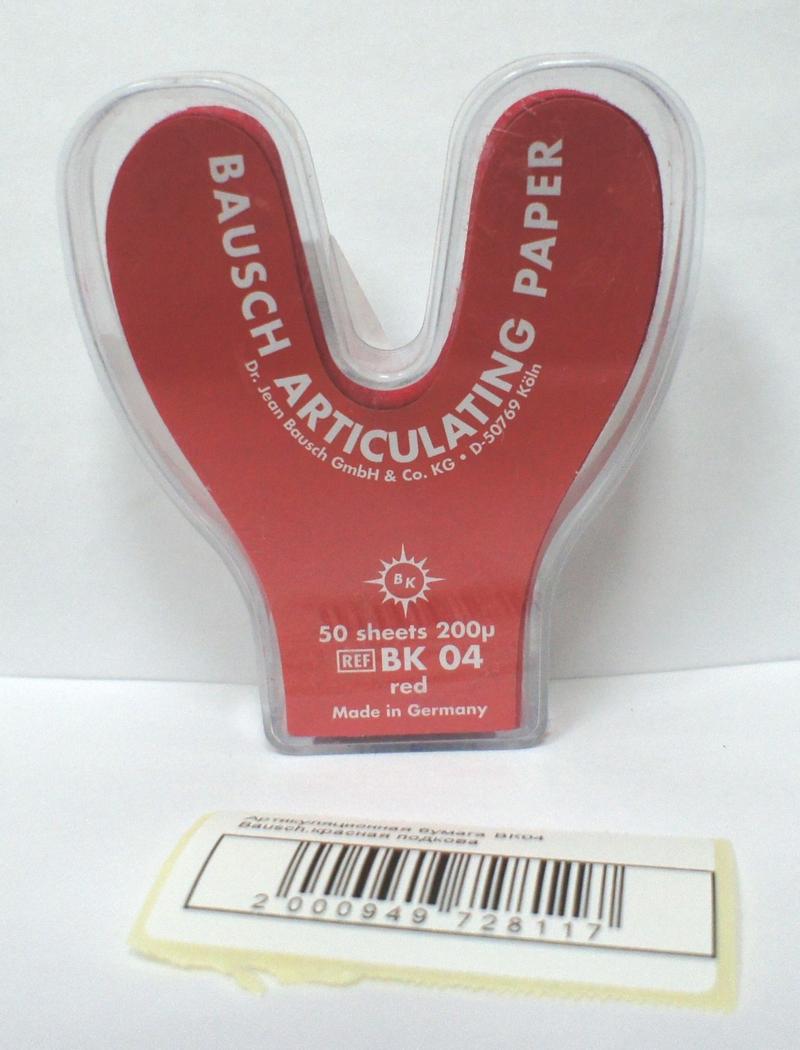 BAUSCH ARTICULATING PAPER
Dr. Jean Bausch GmbH & Co. KG • D-50769 Köln
BK
50 sheets 200µ
REF BK 04
red
Made in Germany
Артикуляционная бумага BK04
Bausch.красная подкова
2 000949 728117